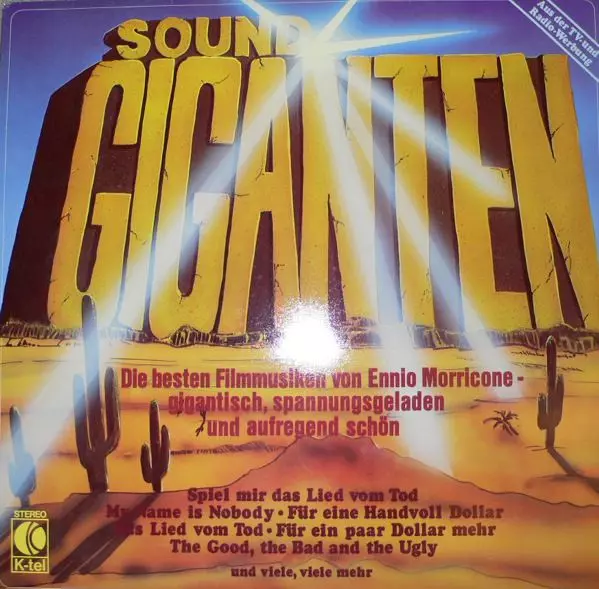 Aus der TV-und
Radio-Werbung
SOUND
GIGANTEN
Die besten Filmmusiken von Ennio Morricone -
gigantisch, spannungsgeladen
und aufregend schön
Spiel mir das Lied vom Tod
My Name is Nobody · Für eine Handvoll Dollar
Das Lied vom Tod · Für ein paar Dollar mehr
The Good, the Bad and the Ugly
und viele, viele mehr
STEREO
K-tel